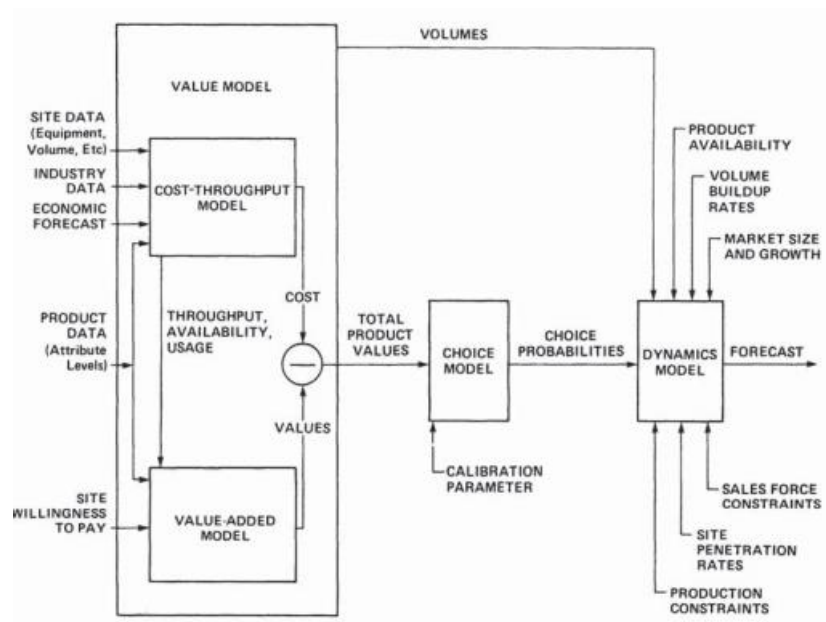 VOLUMES
VALUE MODEL
SITE DATA
(Equipment,
Volume, Etc)
INDUSTRY
DATA
ECONOMIC
FORECAST
COST-THROUGHPUT
MODEL
PRODUCT
AVAILABILITY
VOLUME
BUILDUP
RATES
MARKET SIZE
AND GROWTH
COST
PRODUCT
DATA
(Attribute
Levels)
THROUGHPUT,
AVAILABILITY,
USAGE
TOTAL
PRODUCT
VALUES
CHOICE
MODEL
CHOICE
PROBABILITIES
DYNAMICS
MODEL
FORECAST
VALUES
CALIBRATION
PARAMETER
SITE
WILLINGNESS
TO PAY
VALUE-ADDED
MODEL
SALES FORCE
CONSTRAINTS
SITE
PENETRATION
RATES
PRODUCTION
CONSTRAINTS